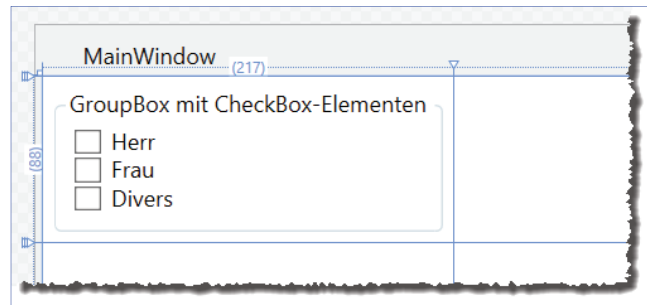 MainWindow
(217)
GroupBox mit CheckBox-Elementen
Herr
(88)
Frau
Divers